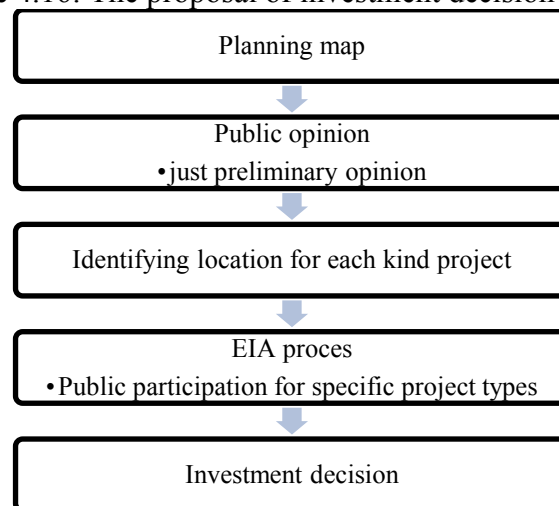 4.16. The proposal of investment decision
Planning map
Public opinion
•just preliminary opinion
Identifying location for each kind project
EIA proces
•Public participation for specific project types
Investment decision